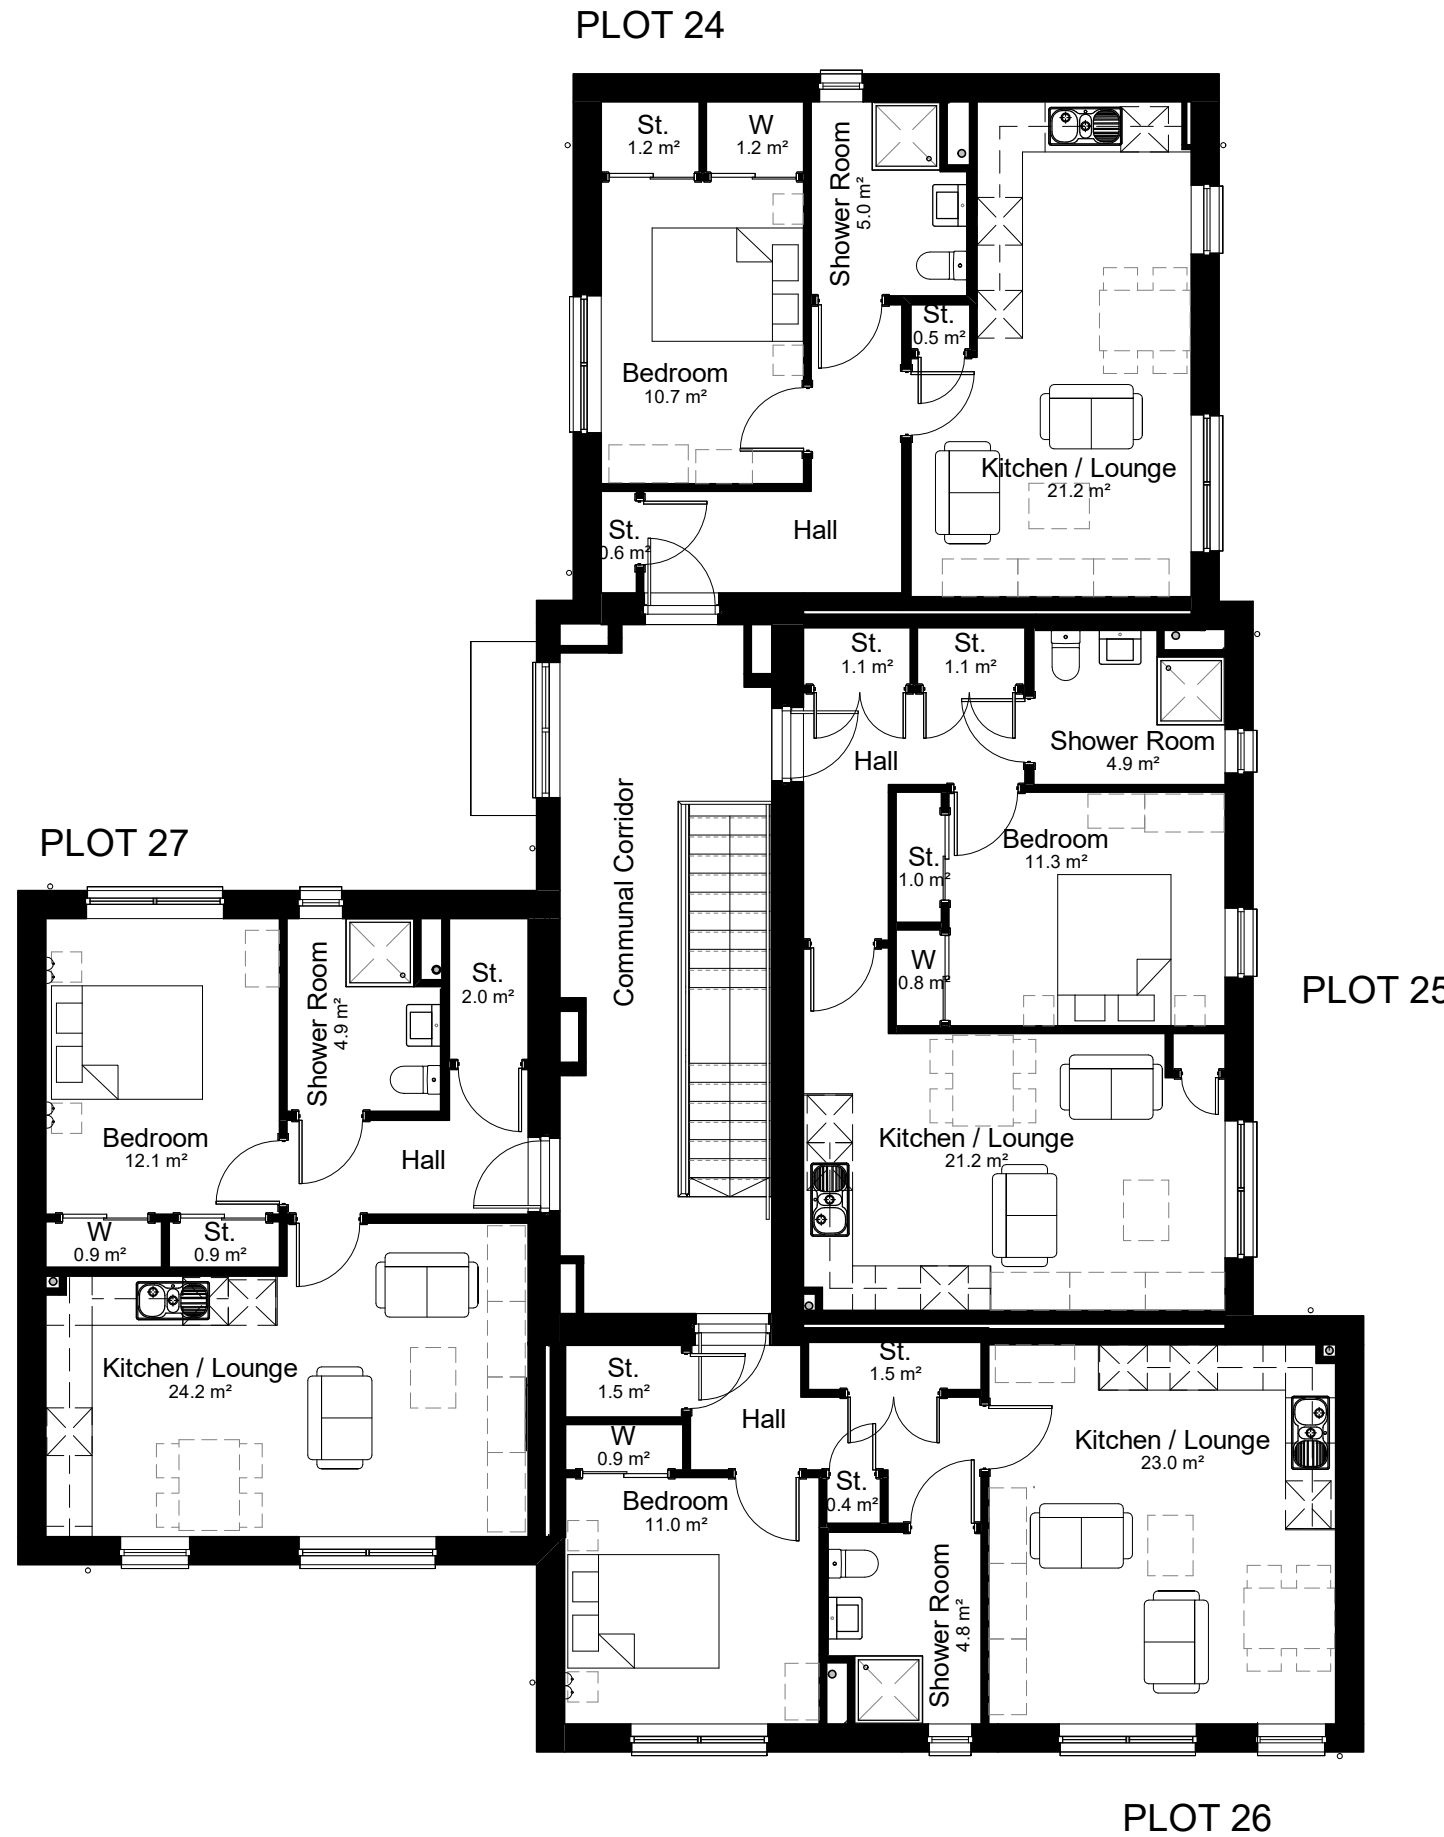 PLOT 24
St.
1.2 m²
W
1.2 m²
Shower Room
5.0 m²
St.
0.5 m²
Bedroom
10.7 m²
Kitchen / Lounge
21.2 m²
St.
0.6 m²
Hall
St.
1.1 m²
St.
1.1 m²
Shower Room
4.9 m²
Hall
Communal Corridor
Bedroom
11.3 m²
St.
1.0 m²
W
0.8 m²
PLOT 25
Kitchen / Lounge
21.2 m²
PLOT 27
Shower Room
4.9 m²
St.
2.0 m²
Bedroom
12.1 m²
Hall
W
0.9 m²
St.
0.9 m²
Kitchen / Lounge
24.2 m²
St.
1.5 m²
St.
1.5 m²
Hall
W
0.9 m²
Kitchen / Lounge
23.0 m²
Bedroom
11.0 m²
St.
0.4 m²
Shower Room
4.8 m²
PLOT 26